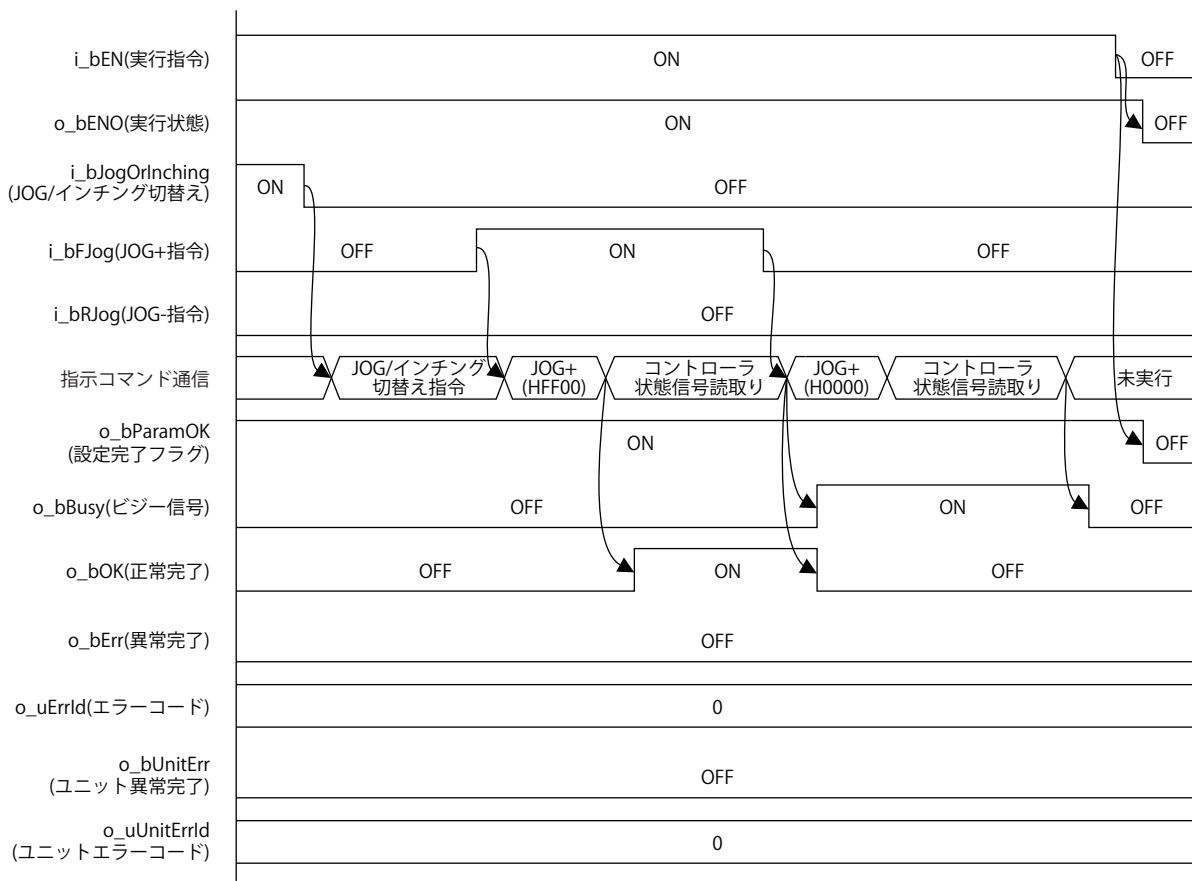 i_bEN(実行指令)
ON
OFF
o_bENO(実行状態)
ON
OFF
i_bJogOrInching
(JOG/インチング切替え)
ON
OFF
i_bFJog(JOG+指令)
OFF
ON
OFF
i_bRJog(JOG-指令)
OFF
指示コマンド通信
JOG/インチング
切替え指令
JOG+
(HFF00)
コントローラ
状態信号読取り
JOG+
(H0000)
コントローラ
状態信号読取り
未実行
o_bParamOK
(設定完了フラグ)
ON
OFF
o_bBusy(ビジー信号)
OFF
ON
OFF
o_bOK(正常完了)
OFF
ON
OFF
o_bErr(異常完了)
OFF
o_uErrId(エラーコード)
0
o_bUnitErr
(ユニット異常完了)
OFF
o_uUnitErrId
(ユニットエラーコード)
0